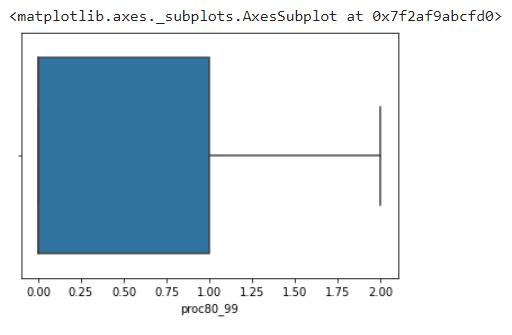 <matplotlib.axes._subplots.AxesSubplot at 0x7f2af9abcfd0>
0.00 0.25 0.50 0.75 1.00 1.25 1.50 1.75 2.00
proc80_99